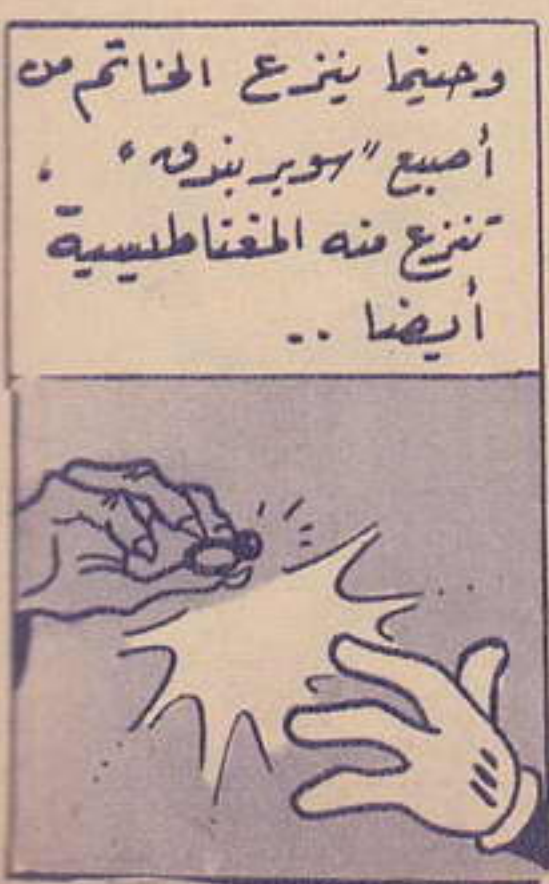 وحينما ينزع الخاتم من
أصبع "سوبر بندق" ،
تنزع منه المغناطيسية
أيضا ..